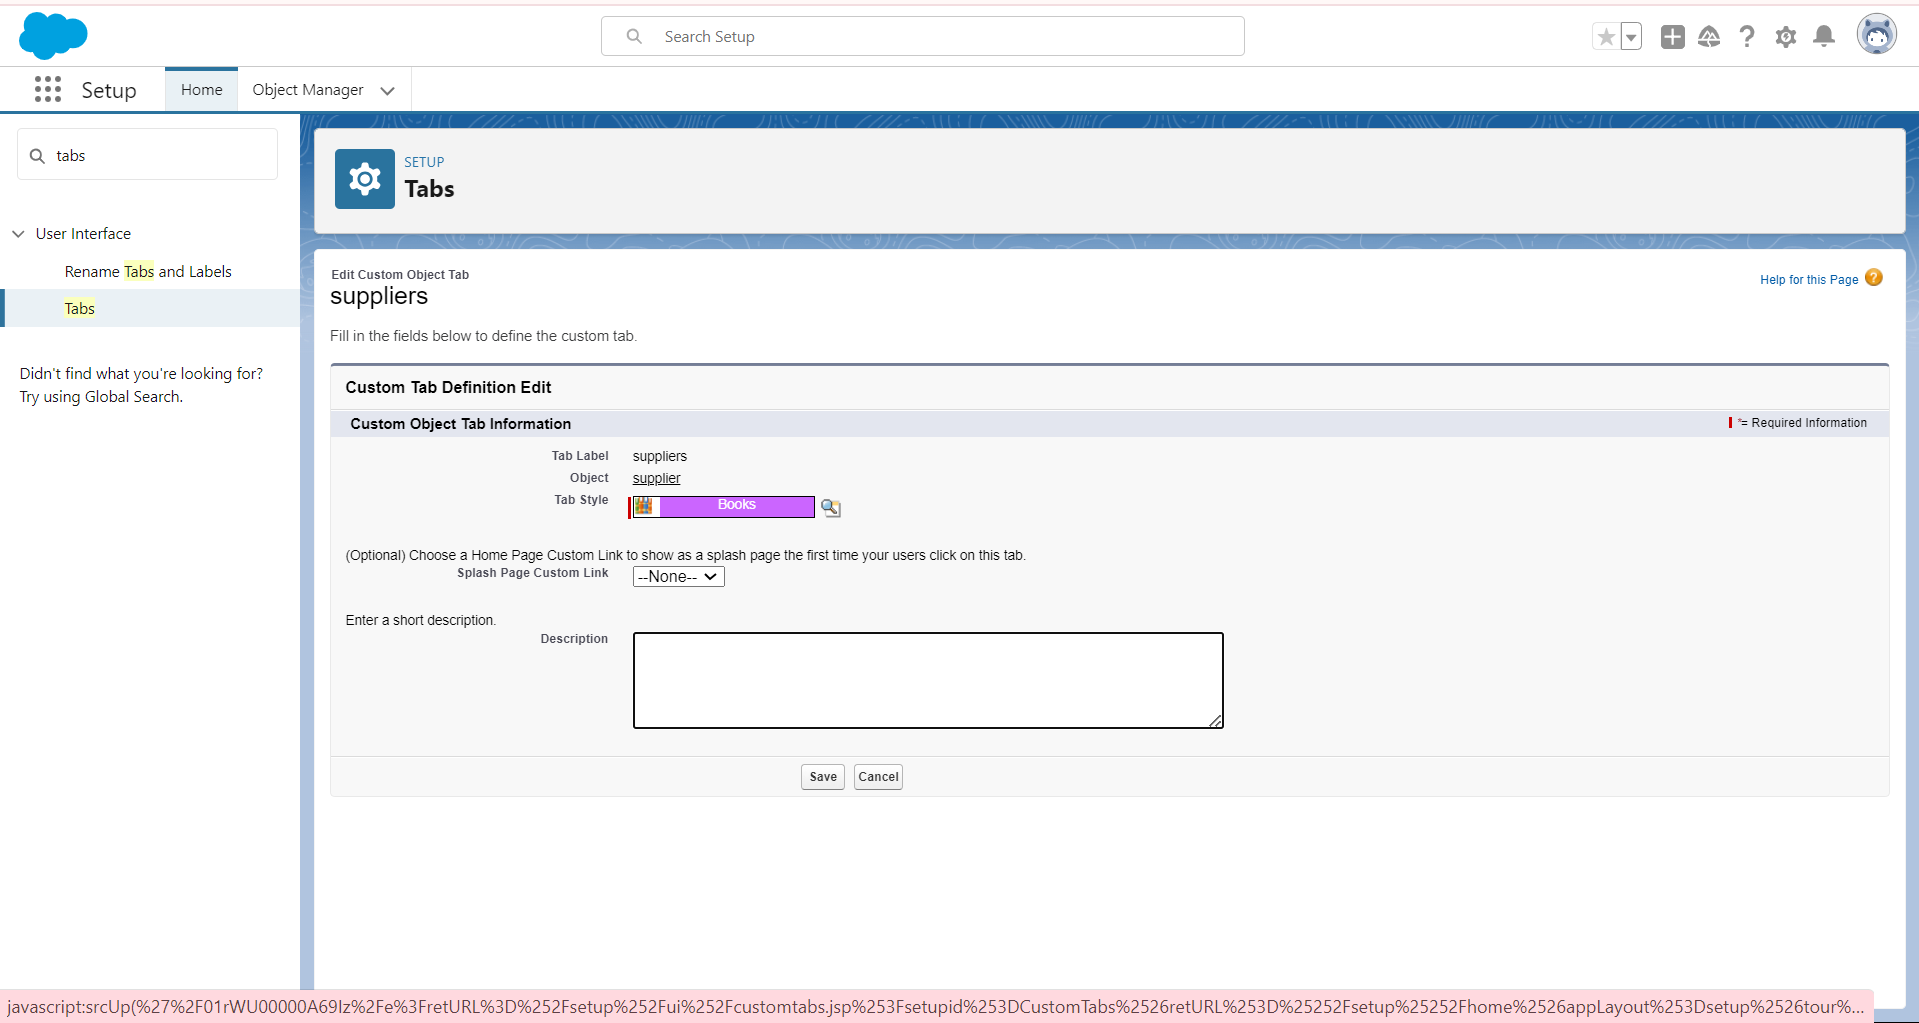 Search Setup
Setup
Home
Object Manager
tabs
User Interface
Rename Tabs and Labels
Tabs
Didn't find what you're looking for?
Try using Global Search.
SETUP
Tabs
Edit Custom Object Tab
suppliers
Help for this Page
Fill in the fields below to define the custom tab.
Custom Tab Definition Edit
Custom Object Tab Information
*= Required Information
Tab Label suppliers
Object supplier
Tab Style Books
(Optional) Choose a Home Page Custom Link to show as a splash page the first time your users click on this tab.
Splash Page Custom Link --None--
Enter a short description.
Description
Save Cancel
javascript:srcUp(%27%2F01rWU00000A69Iz%2Fe%3FretURL%3D%252Fsetup%252Fui%252Fcustomtabs.jsp%253Fsetupid%253DCustomTabs%2526retURL%253D%25252Fsetup%25252Fhome%2526appLayout%253Dsetup%2526tour%...